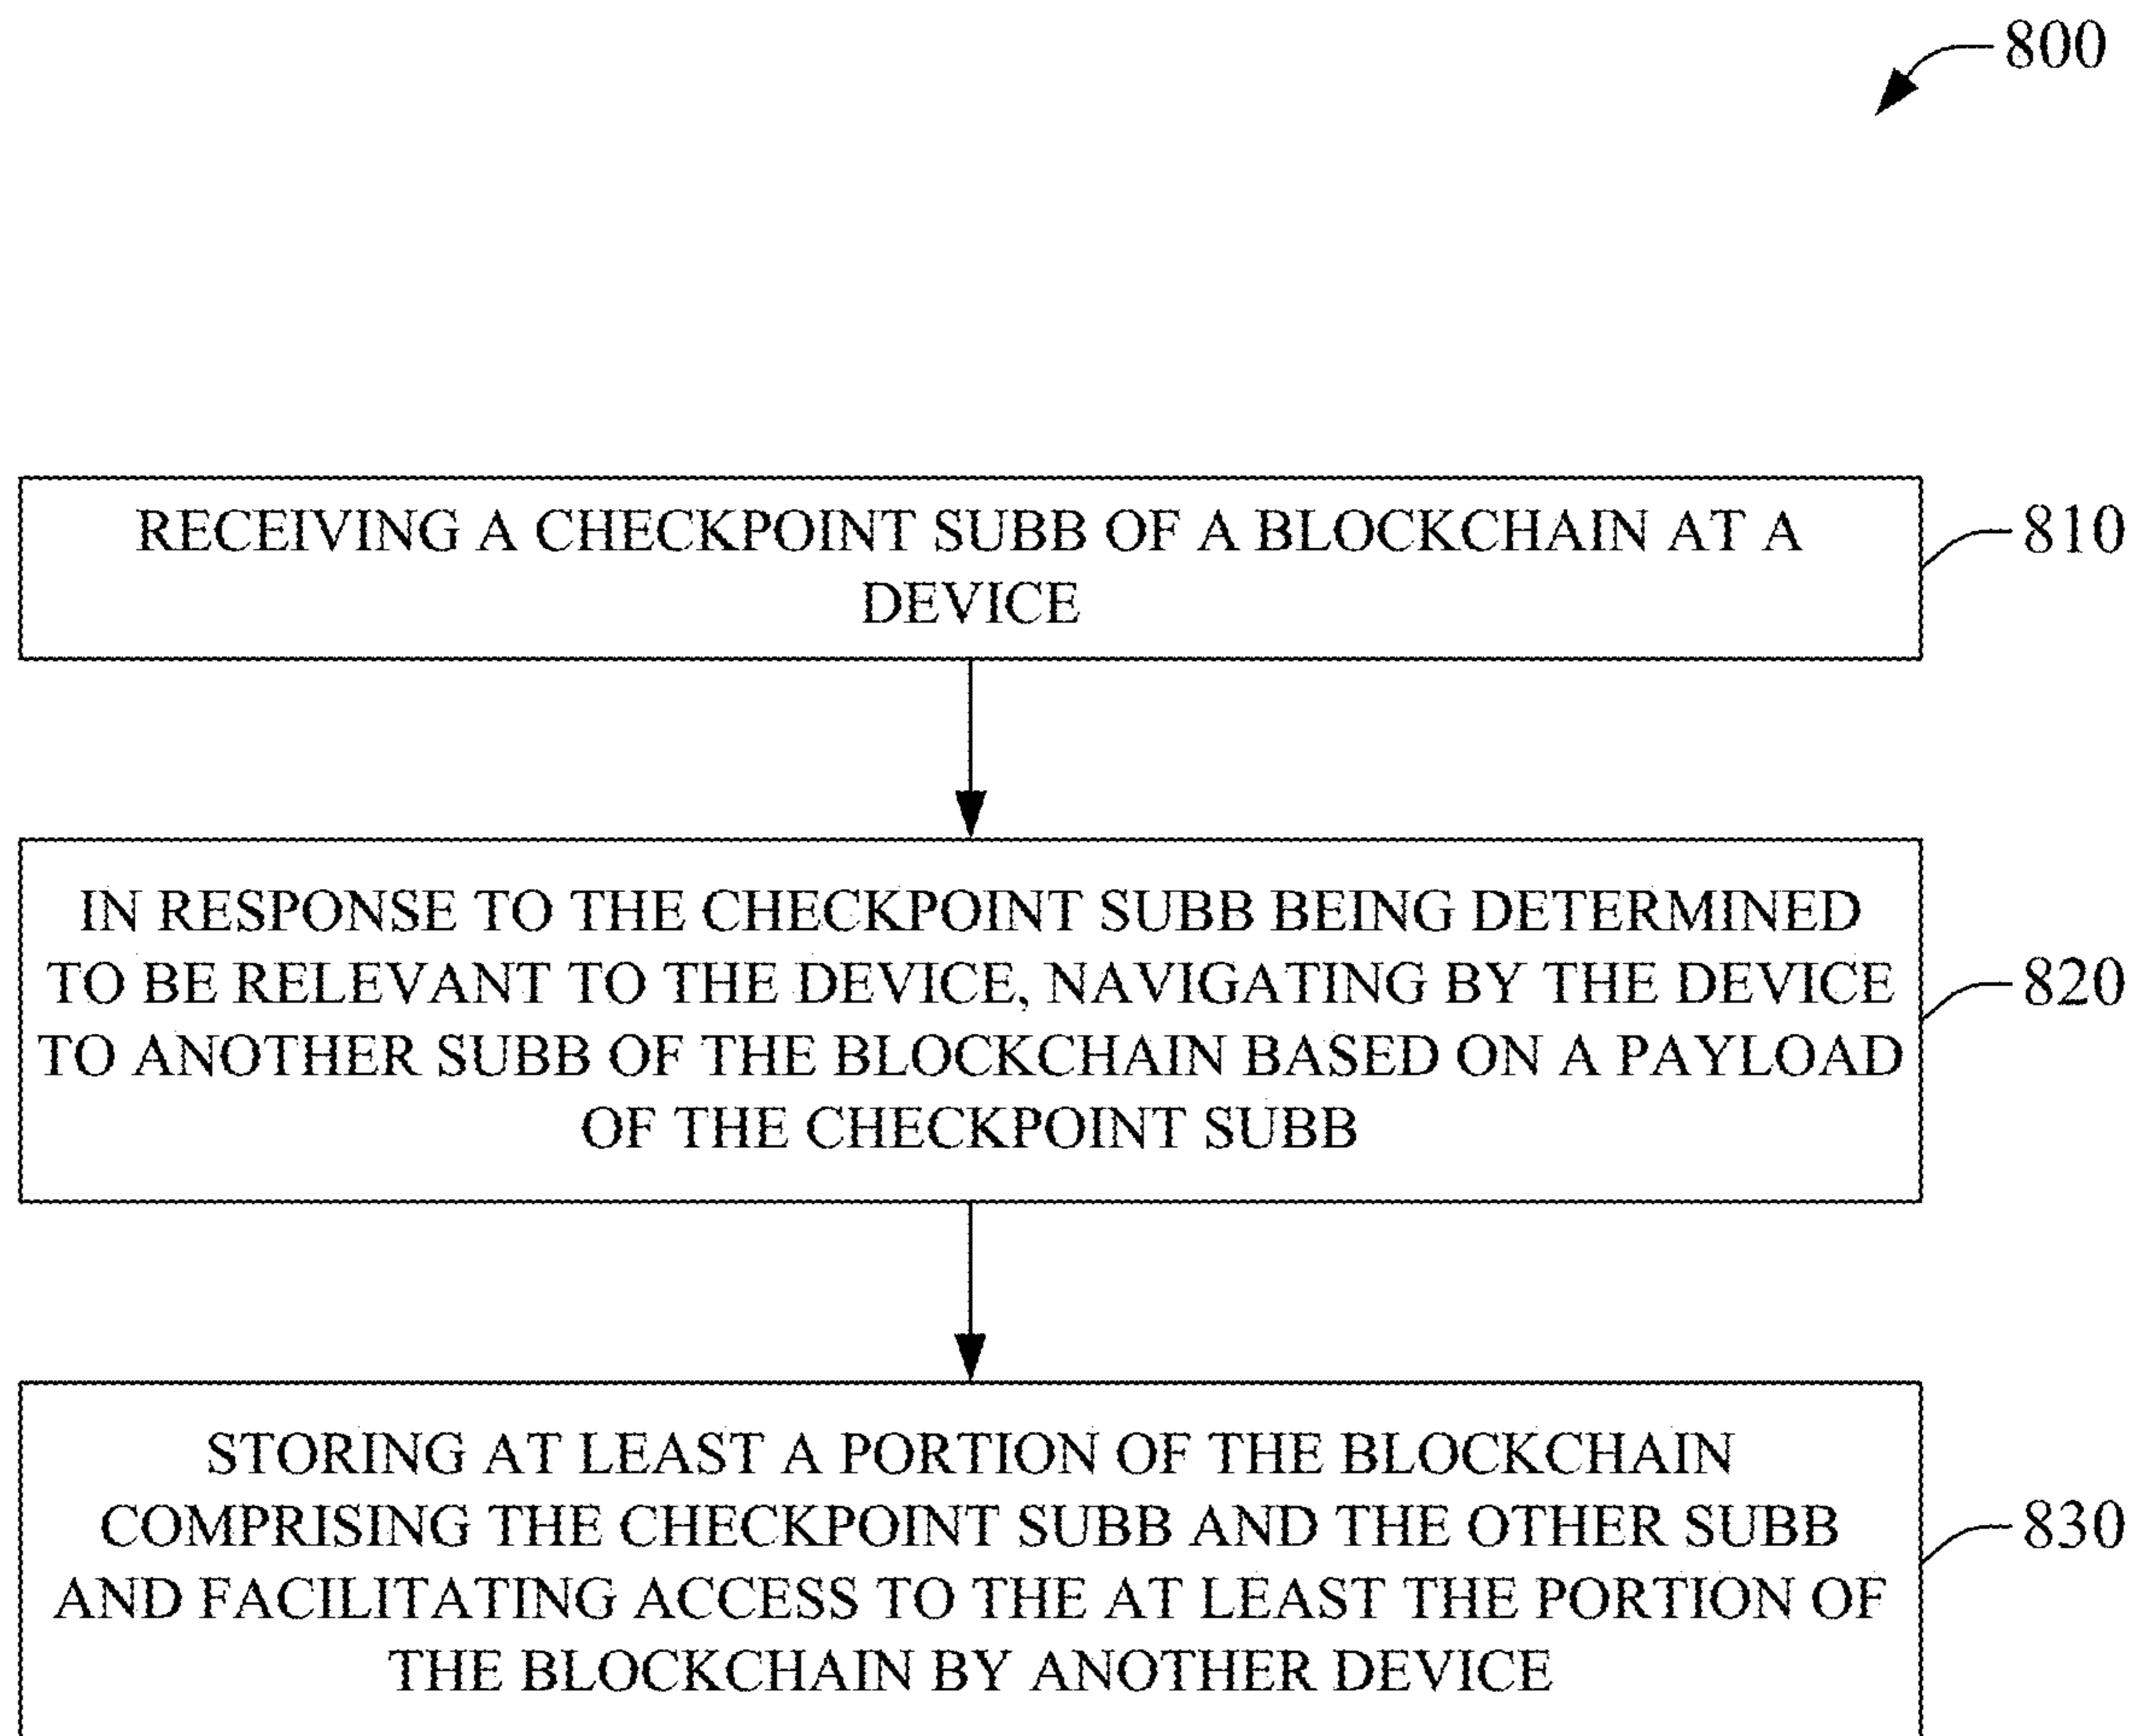 800
RECEIVING A CHECKPOINT SUBB OF A BLOCKCHAIN AT A
DEVICE
810
IN RESPONSE TO THE CHECKPOINT SUBB BEING DETERMINED
TO BE RELEVANT TO THE DEVICE, NAVIGATING BY THE DEVICE
TO ANOTHER SUBB OF THE BLOCKCHAIN BASED ON A PAYLOAD
OF THE CHECKPOINT SUBB
820
STORING AT LEAST A PORTION OF THE BLOCKCHAIN
COMPRISING THE CHECKPOINT SUBB AND THE OTHER SUBB
AND FACILITATING ACCESS TO THE AT LEAST THE PORTION OF
THE BLOCKCHAIN BY ANOTHER DEVICE
830